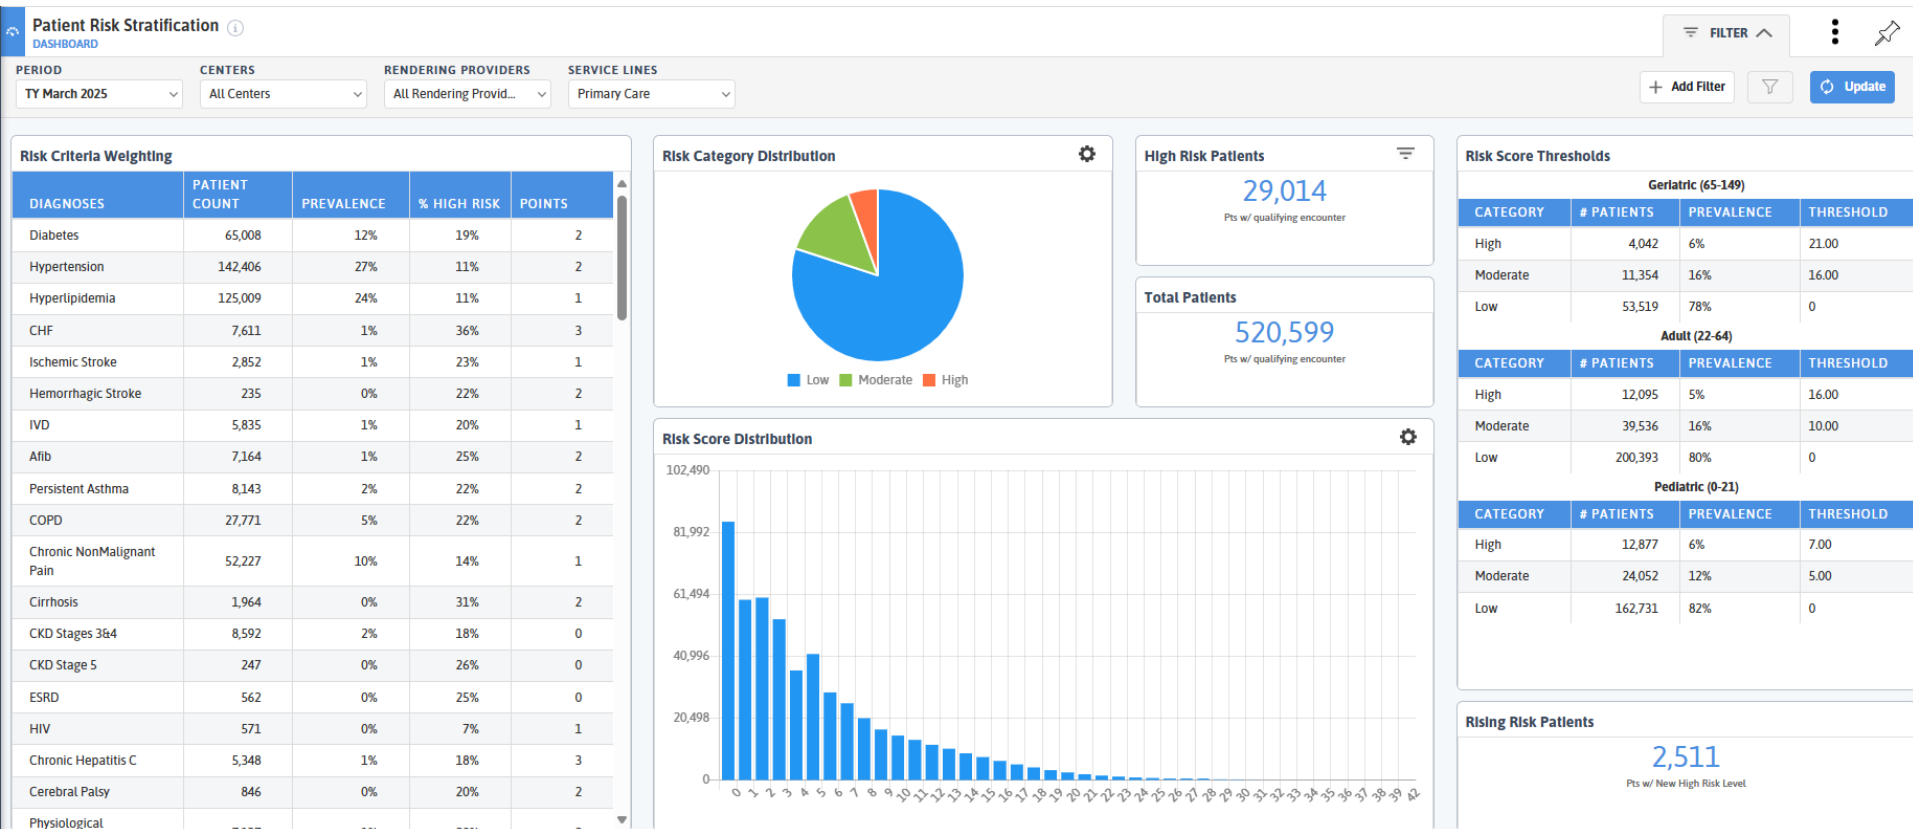 Patient Risk Stratification
DASHBOARD
FILTER
PERIOD
CENTERS
RENDERING PROVIDERS
SERVICE LINES
TY March 2025
All Centers
All Rendering Provid...
Primary Care
Add Filter
Update
Risk Criteria Weighting
DIAGNOSES PATIENT COUNT PREVALENCE % HIGH RISK POINTS
Diabetes 65,008 12% 19% 2
Hypertension 142,406 27% 11% 2
Hyperlipidemia 125,009 24% 11% 1
CHF 7,611 1% 36% 3
Ischemic Stroke 2,852 1% 23% 1
Hemorrhagic Stroke 235 0% 22% 2
IVD 5,835 1% 20% 1
Afib 7,164 1% 25% 2
Persistent Asthma 8,143 2% 22% 2
COPD 27,771 5% 22% 2
Chronic NonMalignant Pain 52,227 10% 14% 1
Cirrhosis 1,964 0% 31% 2
CKD Stages 3&4 8,592 2% 18% 0
CKD Stage 5 247 0% 26% 0
ESRD 562 0% 25% 0
HIV 571 0% 7% 1
Chronic Hepatitis C 5,348 1% 18% 3
Cerebral Palsy 846 0% 20% 2
Physiological
Risk Category Distribution
Low Moderate High
High Risk Patients
29,014
Pts w/ qualifying encounter
Total Patients
520,599
Pts w/ qualifying encounter
Risk Score Distribution
102,490
81,992
61,494
40,996
20,498
0
0 1 2 3 4 5 6 7 8 9 10 11 12 13 14 15 16 17 18 19 20 21 22 23 24 25 26 27 28 29 30 31 32 33 34 35 36 37 38 39 42
Risk Score Thresholds
Geriatric (65-149)
CATEGORY # PATIENTS PREVALENCE THRESHOLD
High 4,042 6% 21.00
Moderate 11,354 16% 16.00
Low 53,519 78% 0
Adult (22-64)
CATEGORY # PATIENTS PREVALENCE THRESHOLD
High 12,095 5% 16.00
Moderate 39,536 16% 10.00
Low 200,393 80% 0
Pediatric (0-21)
CATEGORY # PATIENTS PREVALENCE THRESHOLD
High 12,877 6% 7.00
Moderate 24,052 12% 5.00
Low 162,731 82% 0
Rising Risk Patients
2,511
Pts w/ New High Risk Level